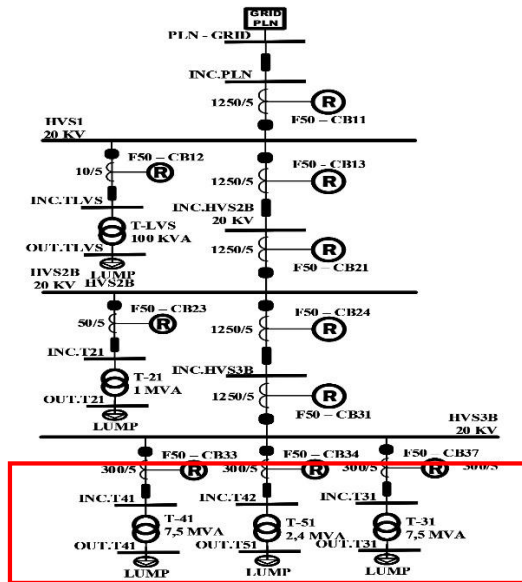 GRID
PLN
PLN - GRID
INC.PLN
1250/5
R
F50 – CB11
HVS1
20 KV
F50 – CB12
10/5
R
F50 - CB13
1250/5
R
INC.TLVS
INC.HVS2B
20 KV
T-LVS
100 KVA
1250/5
R
F50 – CB21
OUT.TLVS
LUMP
HVS2B
20 KV
HVS2B
F50 – CB23
50/5
R
F50 – CB24
1250/5
R
INC.T21
INC.HVS3B
T-21
1 MVA
1250/5
R
F50 – CB31
OUT.T21
LUMP
HVS3B
20 KV
F50 – CB33
F50 – CB34
F50 – CB37
300/5
R
300/5
R
300/5
R
300/5
INC.T41
INC.T42
INC.T31
T-41
7,5 MVA
T-51
2,4 MVA
T-31
7,5 MVA
OUT.T41
OUT.T51
OUT.T31
LUMP
LUMP
LUMP